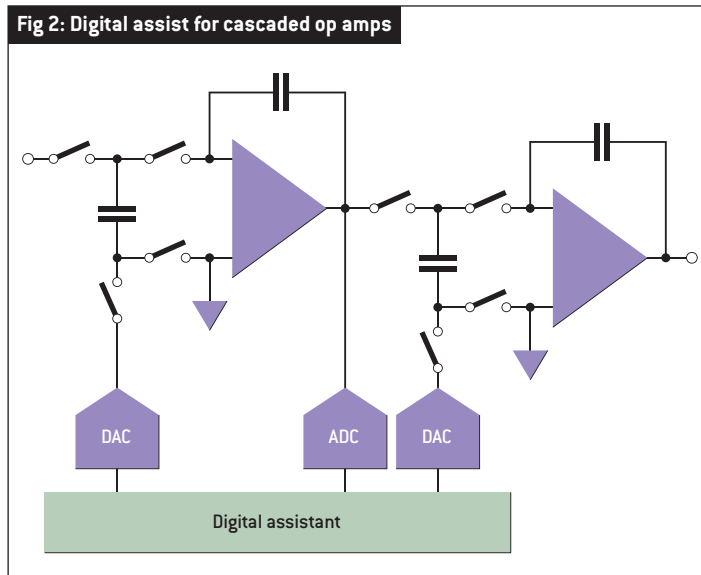 Fig 2: Digital assist for cascaded op amps
DAC
ADC
DAC
Digital assistant